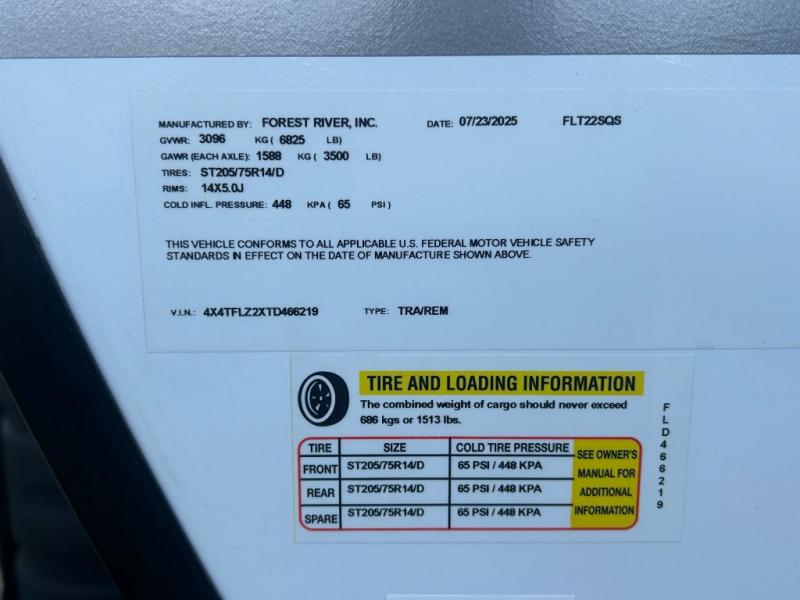 MANUFACTURED BY: FOREST RIVER, INC. DATE: 07/23/2025 FLT22SQS
GVWR: 3096 KG ( 6825 LB)
GAWR (EACH AXLE): 1588 KG ( 3500 LB)
TIRES: ST205/75R14/D
RIMS: 14X5.0J
COLD INFL. PRESSURE: 448 KPA ( 65 PSI )
THIS VEHICLE CONFORMS TO ALL APPLICABLE U.S. FEDERAL MOTOR VEHICLE SAFETY
STANDARDS IN EFFECT ON THE DATE OF MANUFACTURE SHOWN ABOVE.
V.I.N.: 4X4TFLZ2XTD466219 TYPE: TRA/REM
TIRE AND LOADING INFORMATION
The combined weight of cargo should never exceed
686 kgs or 1513 lbs.
TIRE SIZE COLD TIRE PRESSURE
FRONT ST205/75R14/D 65 PSI / 448 KPA
REAR ST205/75R14/D 65 PSI / 448 KPA
SPARE ST205/75R14/D 65 PSI / 448 KPA
SEE OWNER'S
MANUAL FOR
ADDITIONAL
INFORMATION
FLD466219